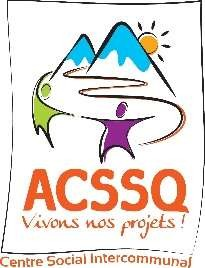 ACSSQ
Vivons nos projets !
Centre Social Intercommunal